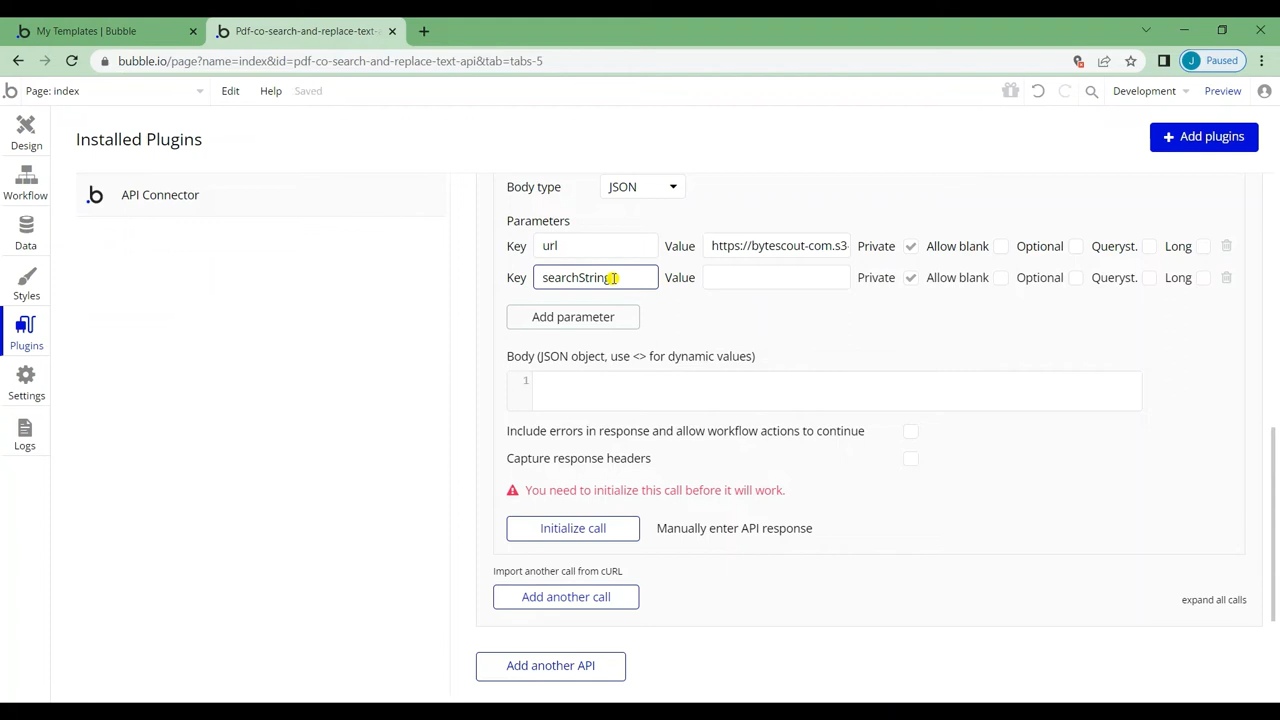 My Templates | Bubble
Pdf-co-search-and-replace-text-
bubble.io/page?name=index&id=pdf-co-search-and-replace-text-api&tab=tabs-5
J Paused
Page: index
Edit
Help
Saved
Development
Preview
Design
Workflow
Data
Styles
Plugins
Settings
Logs
Installed Plugins
Add plugins
API Connector
Body type JSON
Parameters
Key url Value https://bytescout-com.s3- Private Allow blank Optional Queryst. Long
Key searchString Value Private Allow blank Optional Queryst. Long
Add parameter
Body (JSON object, use <> for dynamic values)
1
Include errors in response and allow workflow actions to continue
Capture response headers
You need to initialize this call before it will work.
Initialize call Manually enter API response
Import another call from cURL
Add another call
expand all calls
Add another API